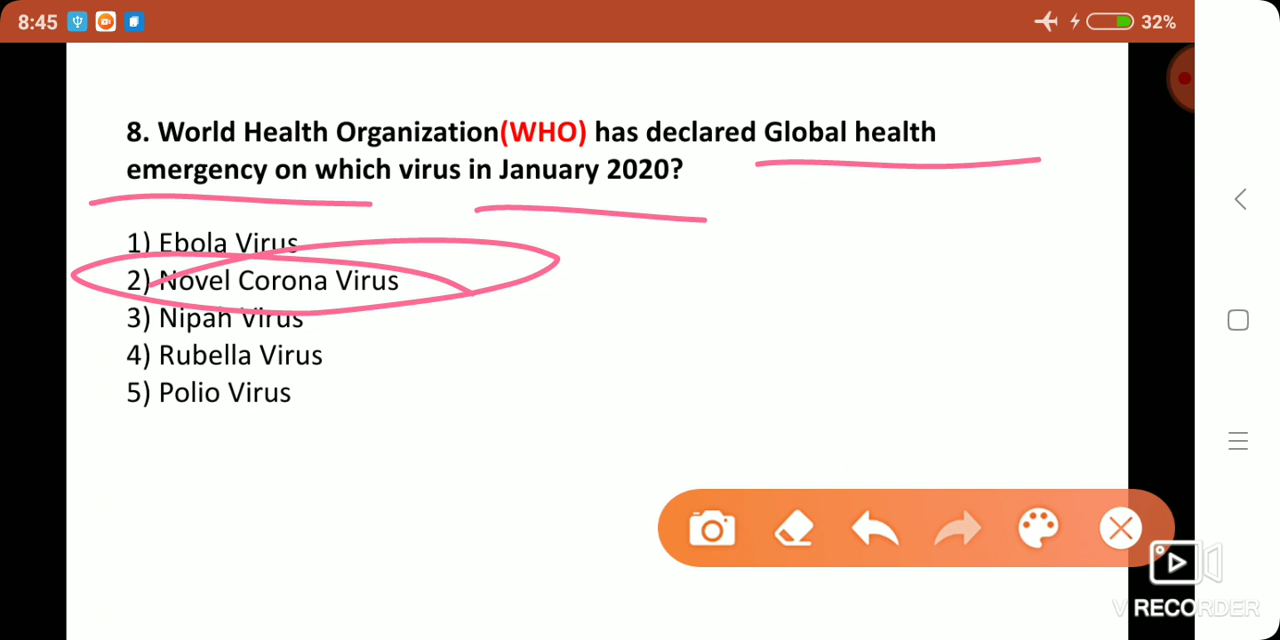 8:45
32%
8. World Health Organization(WHO) has declared Global health
emergency on which virus in January 2020?
1) Ebola Virus
2) Novel Corona Virus
3) Nipah Virus
4) Rubella Virus
5) Polio Virus
V RECORDER